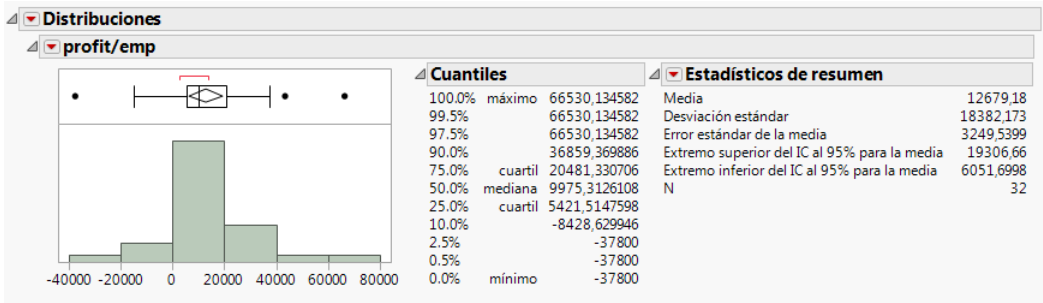 Distribuciones
profit/emp
-40000 -20000 0 20000 40000 60000 80000
Cuantiles
100.0% máximo 66530,134582
99.5% 66530,134582
97.5% 66530,134582
90.0% 36859,369886
75.0% cuartil 20481,330706
50.0% mediana 9975,3126108
25.0% cuartil 5421,5147598
10.0% -8428,629946
2.5% -37800
0.5% -37800
0.0% mínimo -37800
Estadísticos de resumen
Media 12679,18
Desviación estándar 18382,173
Error estándar de la media 3249,5399
Extremo superior del IC al 95% para la media 19306,66
Extremo inferior del IC al 95% para la media 6051,6998
N 32